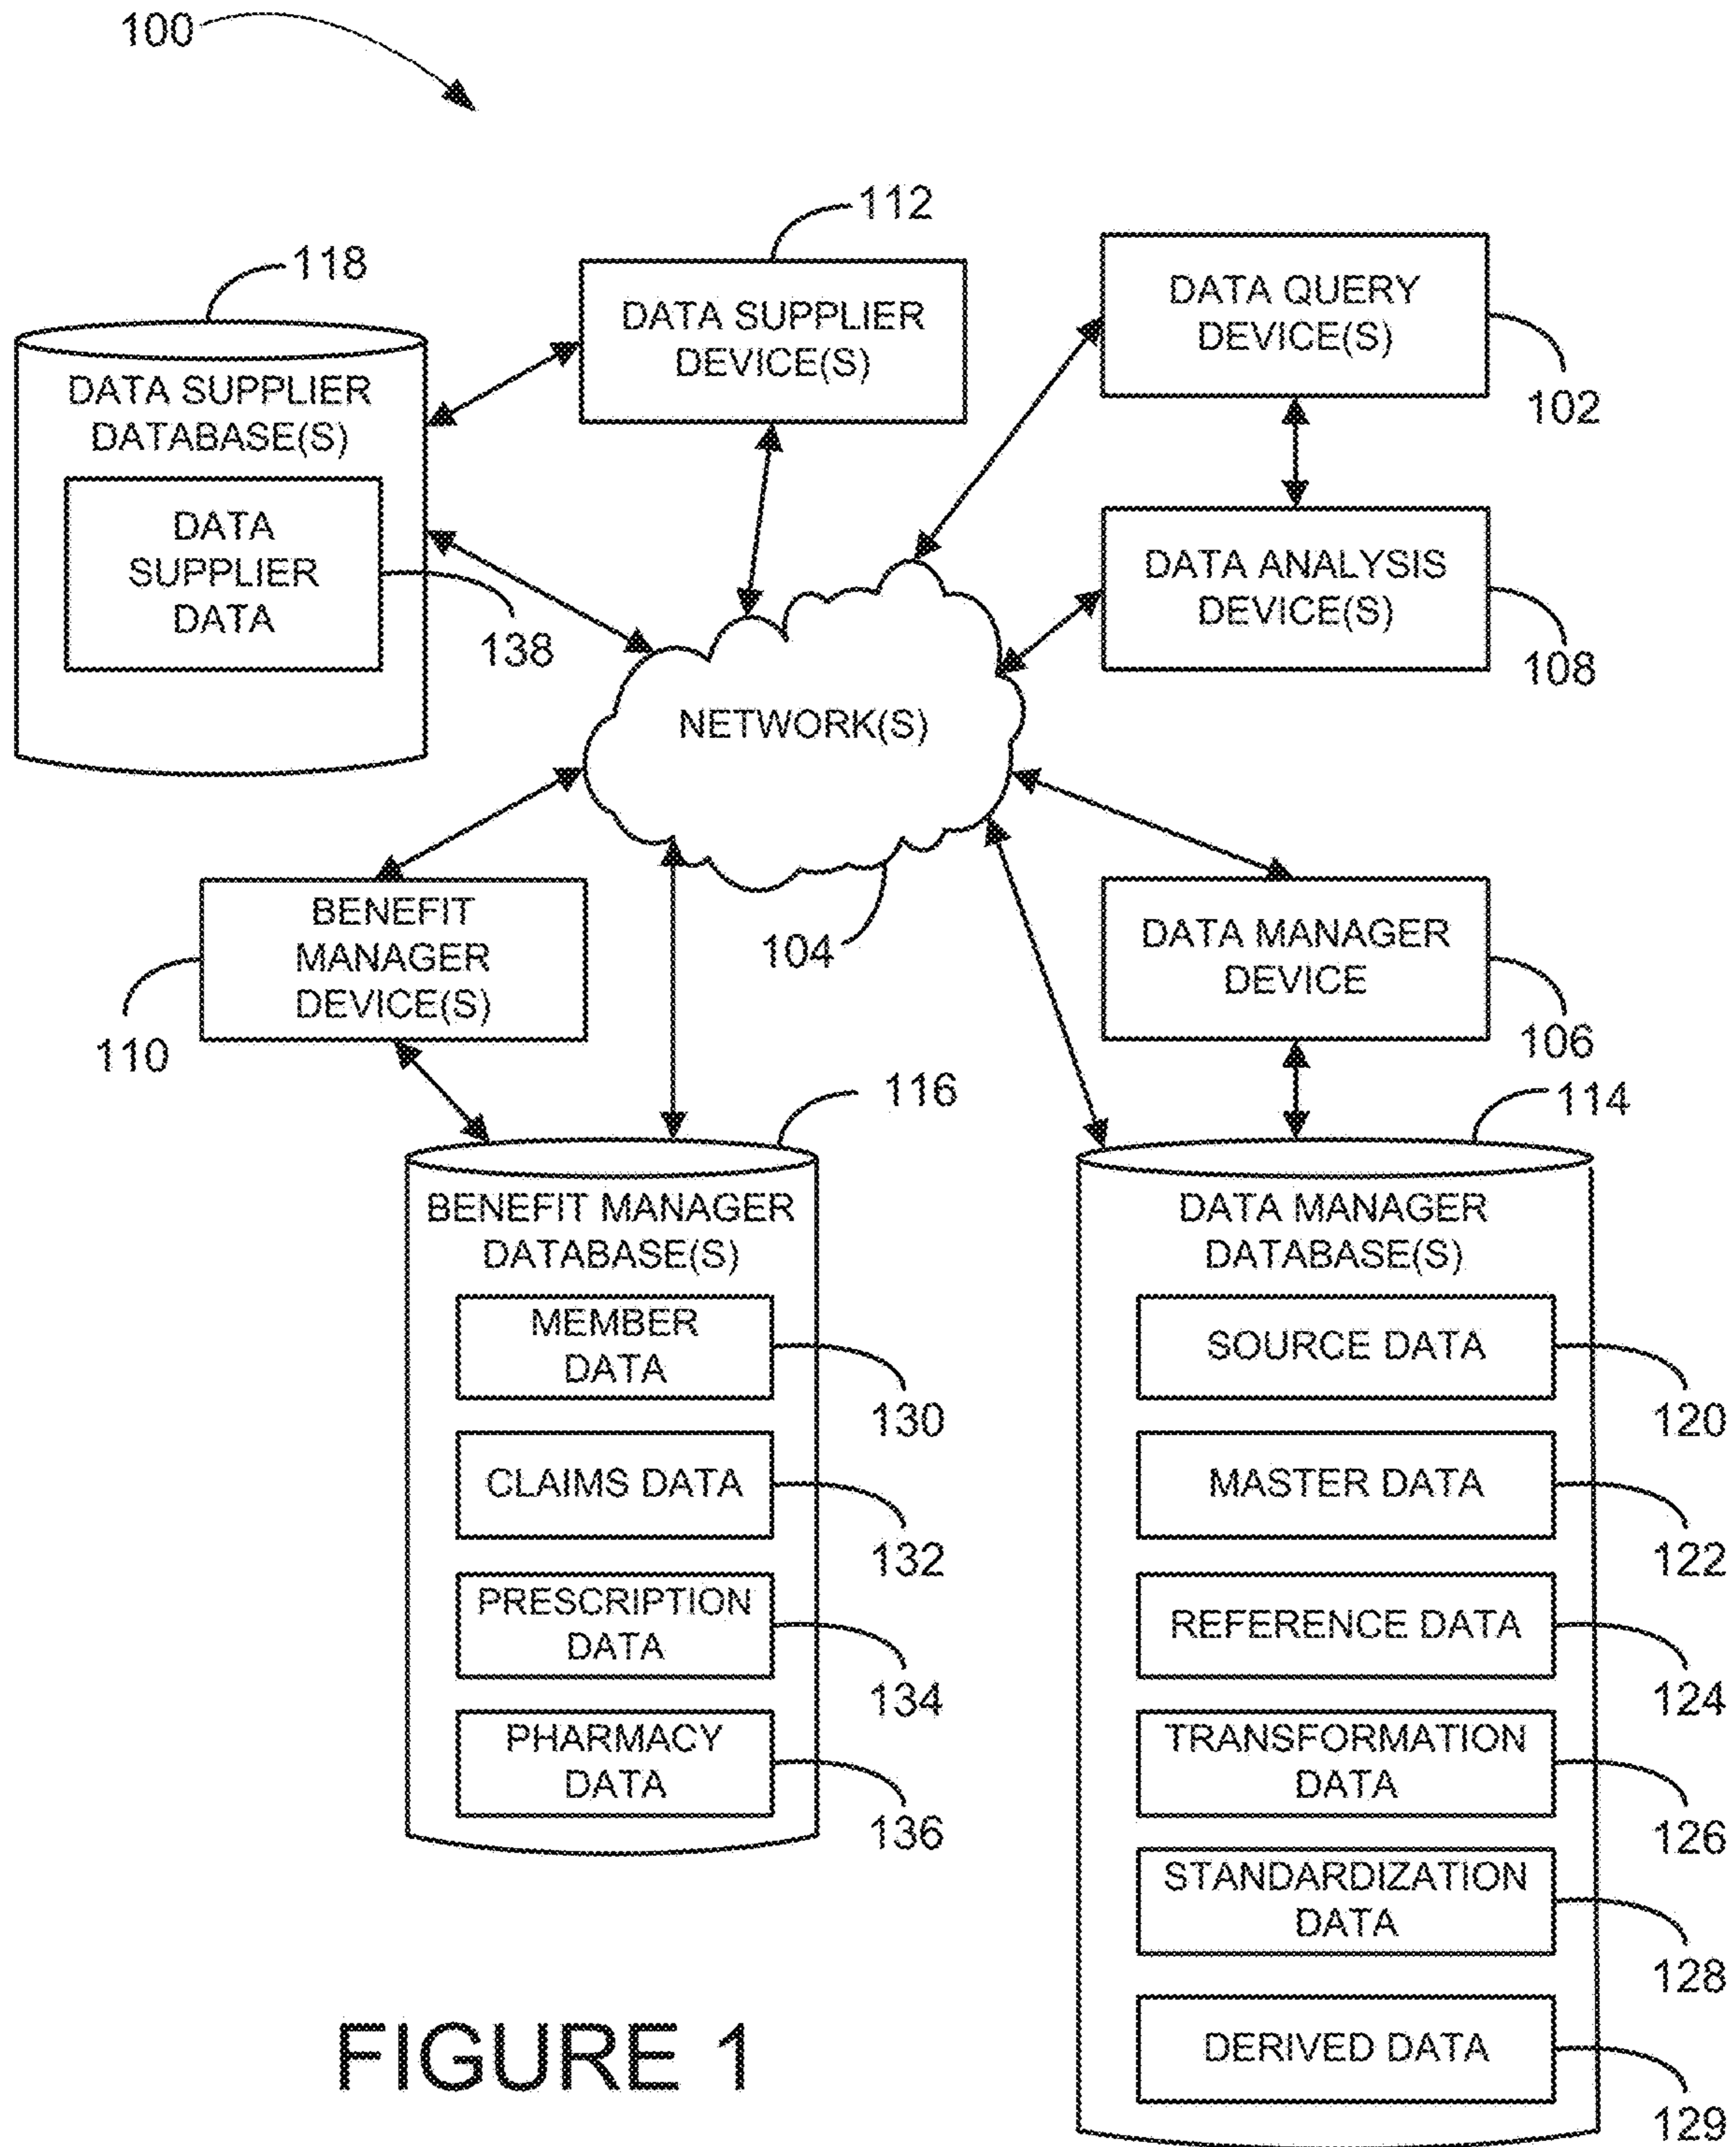 100
112
118
DATA SUPPLIER
DEVICE(S)
DATA QUERY
DEVICE(S)
102
DATA SUPPLIER
DATABASE(S)
DATA
SUPPLIER
DATA
138
DATA ANALYSIS
DEVICE(S)
108
NETWORK(S)
104
BENEFIT
MANAGER
DEVICE(S)
110
DATA MANAGER
DEVICE
106
116
BENEFIT MANAGER
DATABASE(S)
MEMBER
DATA
130
CLAIMS DATA
132
PRESCRIPTION
DATA
134
PHARMACY
DATA
136
114
DATA MANAGER
DATABASE(S)
SOURCE DATA
120
MASTER DATA
122
REFERENCE DATA
124
TRANSFORMATION
DATA
126
STANDARDIZATION
DATA
128
DERIVED DATA
129
FIGURE 1